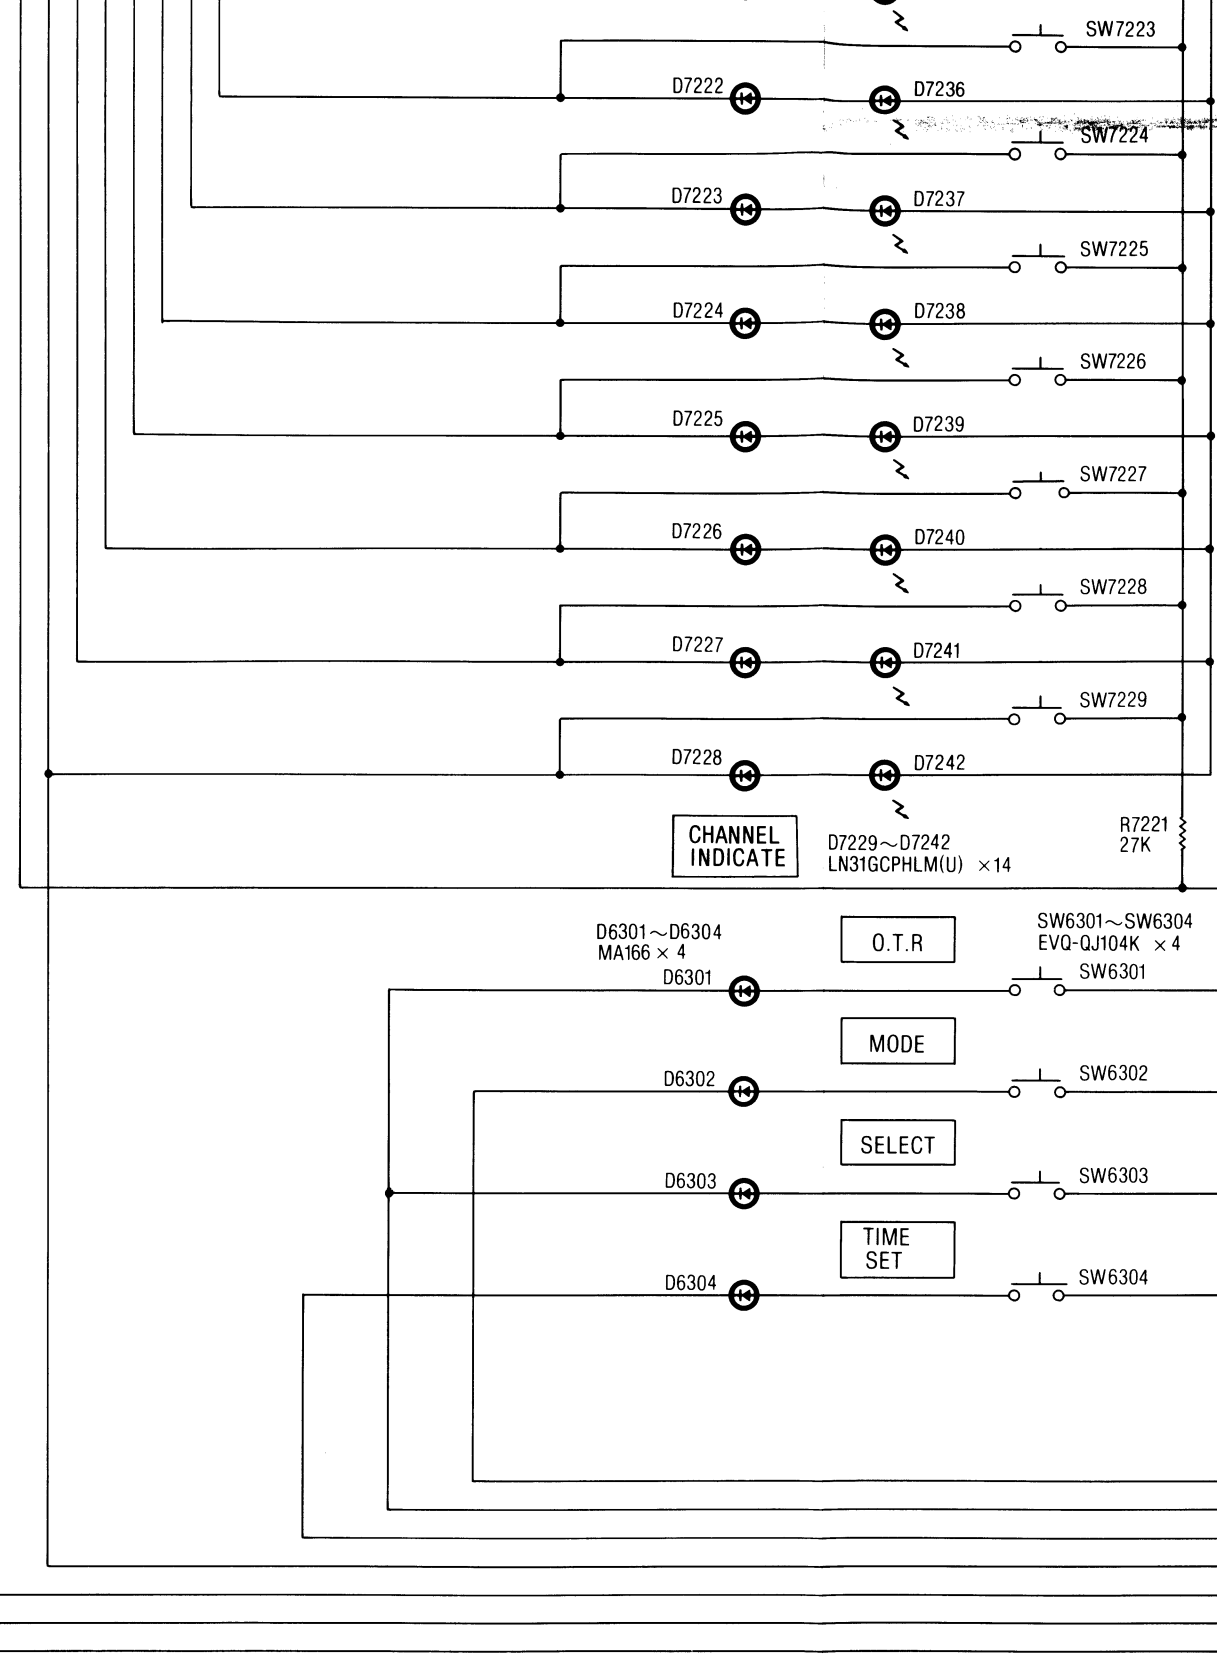 SW7223
D7222
D7236
SW7224
D7223
D7237
SW7225
D7224
D7238
SW7226
D7225
D7239
SW7227
D7226
D7240
SW7228
D7227
D7241
SW7229
D7228
D7242
CHANNEL
INDICATE
D7229~D7242
LN31GCPHLM(U) ×14
R7221
27K
D6301~D6304
MA166 × 4
O.T.R
SW6301~SW6304
EVQ-QJ104K × 4
D6301
SW6301
MODE
D6302
SW6302
SELECT
D6303
SW6303
TIME
SET
D6304
SW6304